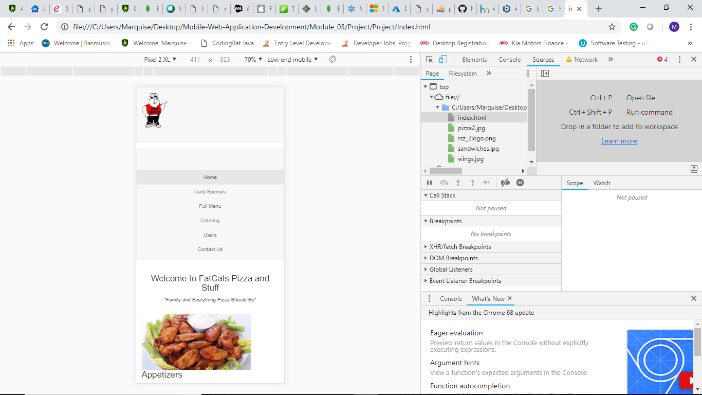 file:///C:/Users/Marquise/Desktop/Mobile-Web-Application-Development/Module_03/Project/Project/index.html
Apps
Welcome | Rasmusse
Welcome to Central
CodingBat Java
Entry Level Develope
Developer Jobs, Prog
Desktop Registration
Kia Motors Finance -
Software Testing - u
Pixel 2 XL ▼ 411 × 823 70% ▼ Low-end mobile ▼
Elements Console Sources Network » 4
Page Filesystem »
top
file://
C:/Users/Marquise/Desktop
index.html
pizza2.jpg
rsz_2logo.png
sandwiches.jpg
wings.jpg
Ctrl + P Open file
Ctrl + Shift + P Run command
Drop in a folder to add to workspace
Learn more
Call Stack
Not paused
Breakpoints
No breakpoints
XHR/fetch Breakpoints
DOM Breakpoints
Global Listeners
Event Listener Breakpoints
Scope Watch
Not paused
Console What's New ×
Highlights from the Chrome 68 update
Eager evaluation
Preview return values in the Console without explicitly
executing expressions.
Argument hints
View a function's expected arguments in the Console.
Function autocompletion
Home
Daily Specials
Full Menu
Catering
Users
Contact Us
Welcome to FatCats Pizza and
Stuff
"Family and Everything Pizza Should Be"
Appetizers